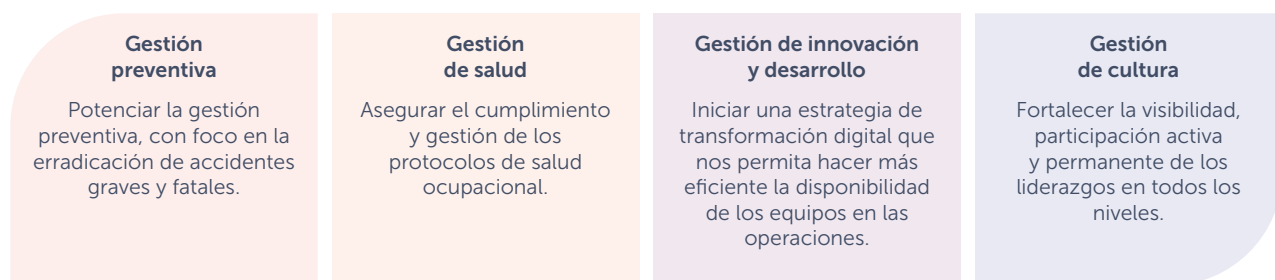 Gestión
preventiva
Potenciar la gestión
preventiva, con foco en la
erradicación de accidentes
graves y fatales.
Gestión
de salud
Asegurar el cumplimiento
y gestión de los
protocolos de salud
ocupacional.
Gestión de innovación
y desarrollo
Iniciar una estrategia de
transformación digital que
nos permita hacer más
eficiente la disponibilidad
de los equipos en las
operaciones.
Gestión
de cultura
Fortalecer la visibilidad,
participación activa
y permanente de los
liderazgos en todos los
niveles.